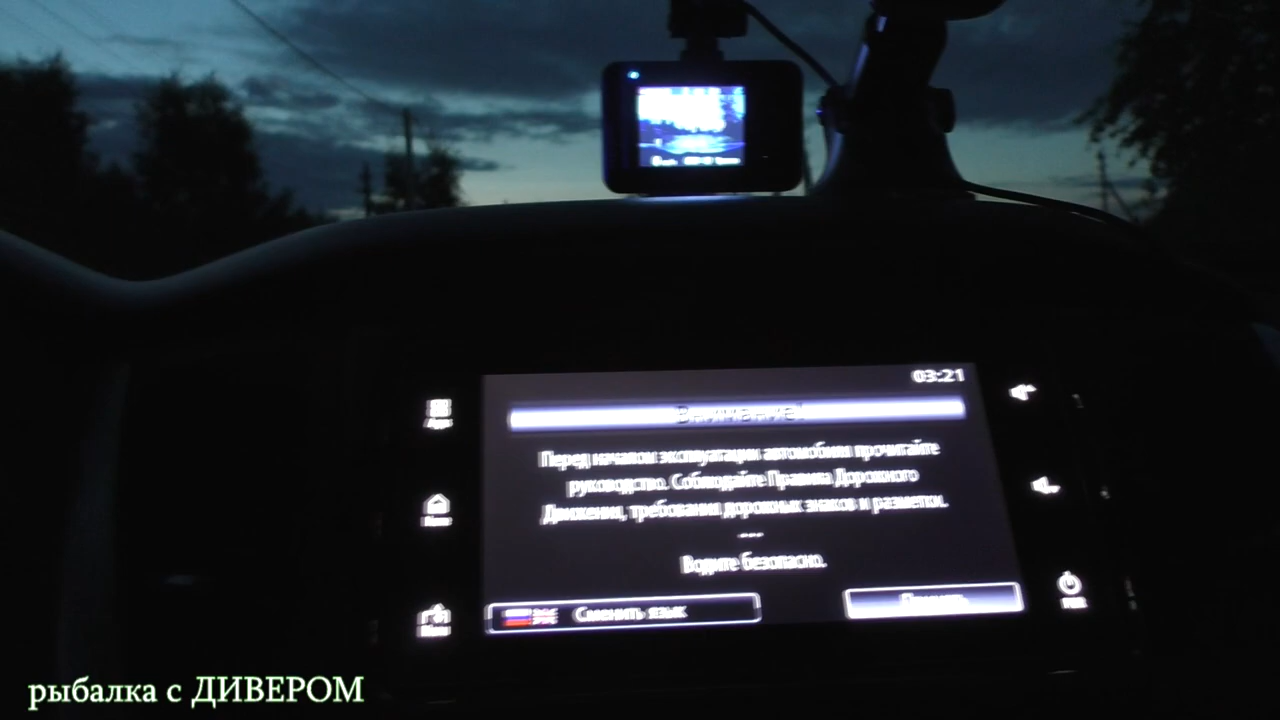 03:21
Внимание!
Перед началом эксплуатации автомобиля прочитайте
руководство. Соблюдайте Правила Дорожного
Движения, требования дорожных знаков и разметки.
---
Водите безопасно.
Сменить язык
Принять
рыбалка с ДИВЕРОМ